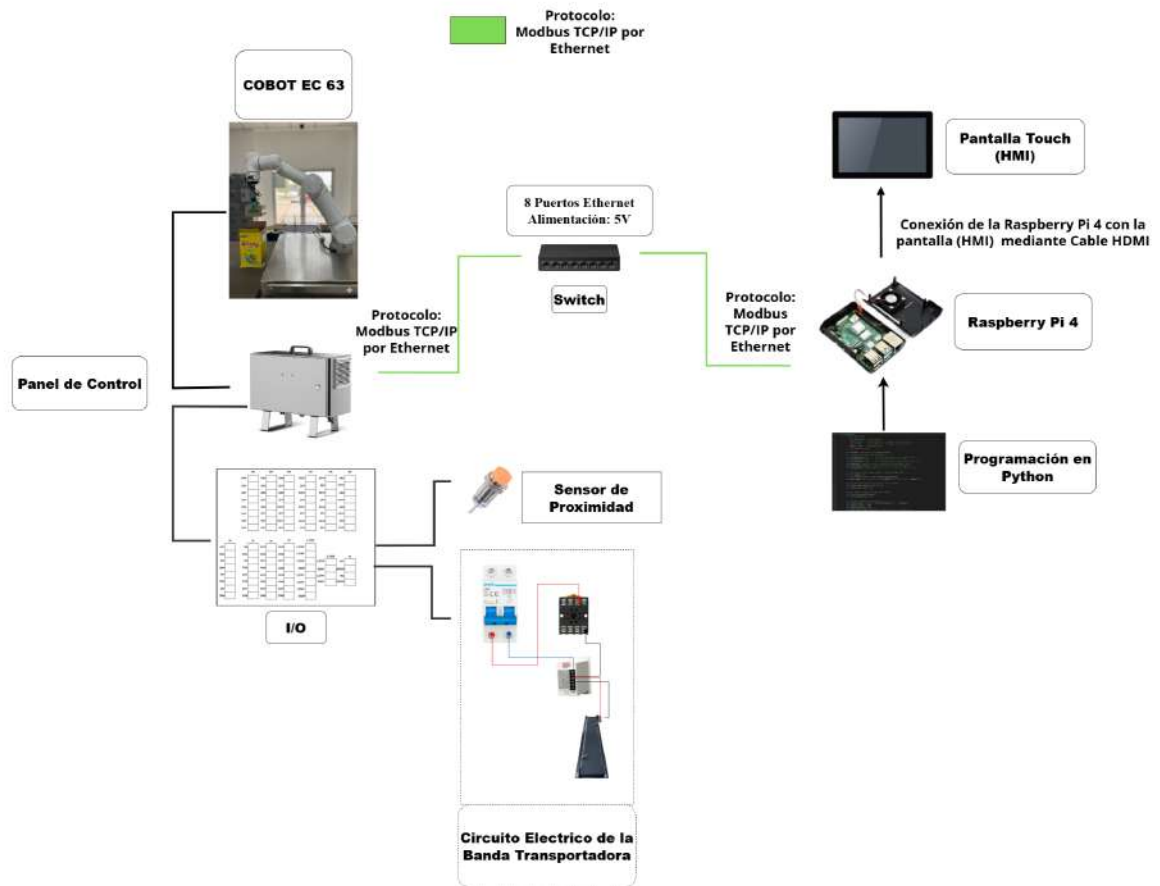 Protocolo:
Modbus TCP/IP por
Ethernet
COBOT EC 63
Pantalla Touch
(HMI)
8 Puertos Ethernet
Alimentación: 5V
Conexión de la Raspberry Pi 4 con la
pantalla (HMI) mediante Cable HDMI
Switch
Protocolo:
Modbus TCP/IP
por Ethernet
Protocolo:
Modbus
TCP/IP por
Ethernet
Raspberry Pi 4
Panel de Control
Programación en
Python
Sensor de
Proximidad
I/O
Circuito Electrico de la
Banda Transportadora